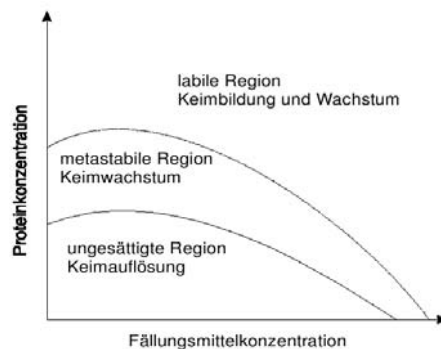 labile Region
Keimbildung und Wachstum
metastabile Region
Keimwachstum
ungesättigte Region
Keimauflösung
Proteinkonzentration
Fällungsmittelkonzentration